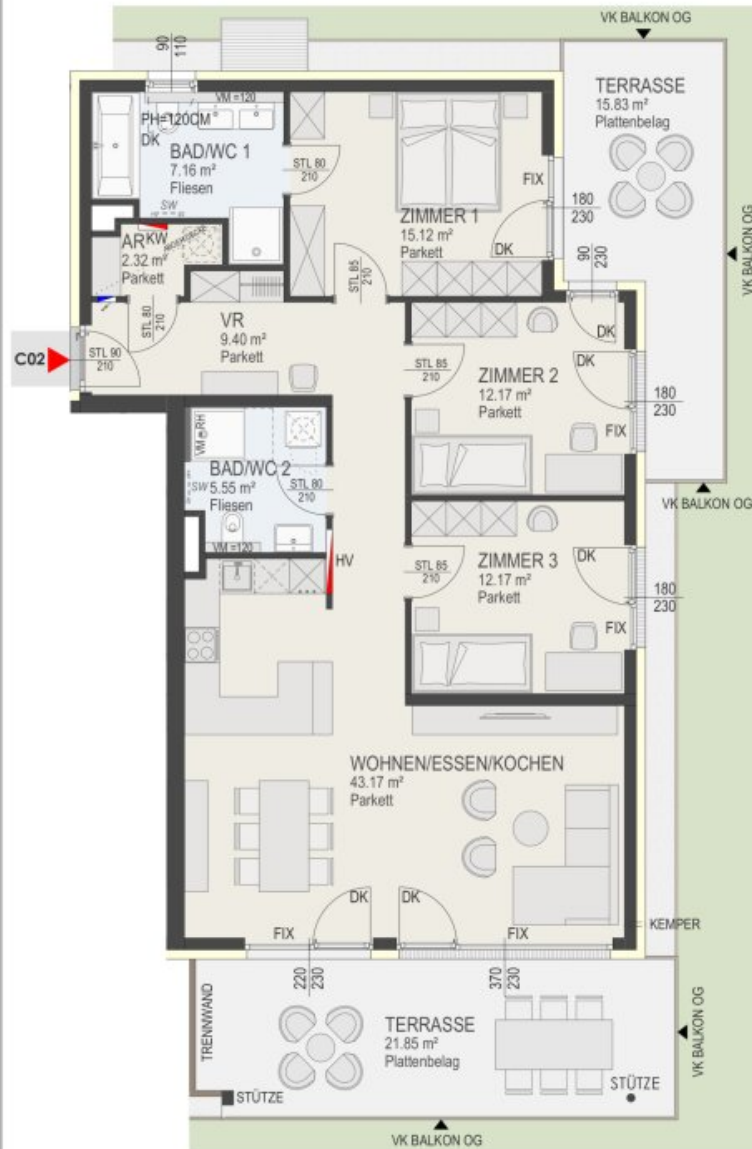 VK BALKON OG
90
110
TERRASSE
15.83 m²
Plattenbelag
VM =120
PH=120CM
DK
BAD/WC 1
7.16 m²
Fliesen
SW
STL 80
210
FIX
180
230
ZIMMER 1
15.12 m²
Parkett
DK
VK BALKON OG
AR
KW
2.32 m²
Parkett
STL 80
210
STL 85
210
90
230
DK
VR
9.40 m²
Parkett
C02
STL 90
210
STL 85
210
ZIMMER 2
12.17 m²
Parkett
DK
180
230
FIX
VM RH
BAD/WC 2
SW
5.55 m²
Fliesen
STL 80
210
VM =120
VK BALKON OG
HV
STL 85
210
ZIMMER 3
12.17 m²
Parkett
DK
180
230
FIX
WOHNEN/ESSEN/KOCHEN
43.17 m²
Parkett
DK
DK
FIX
FIX
KEMPER
220
230
370
230
TRENNWAND
TERRASSE
21.85 m²
Plattenbelag
VK BALKON OG
STÜTZE
STÜTZE
VK BALKON OG